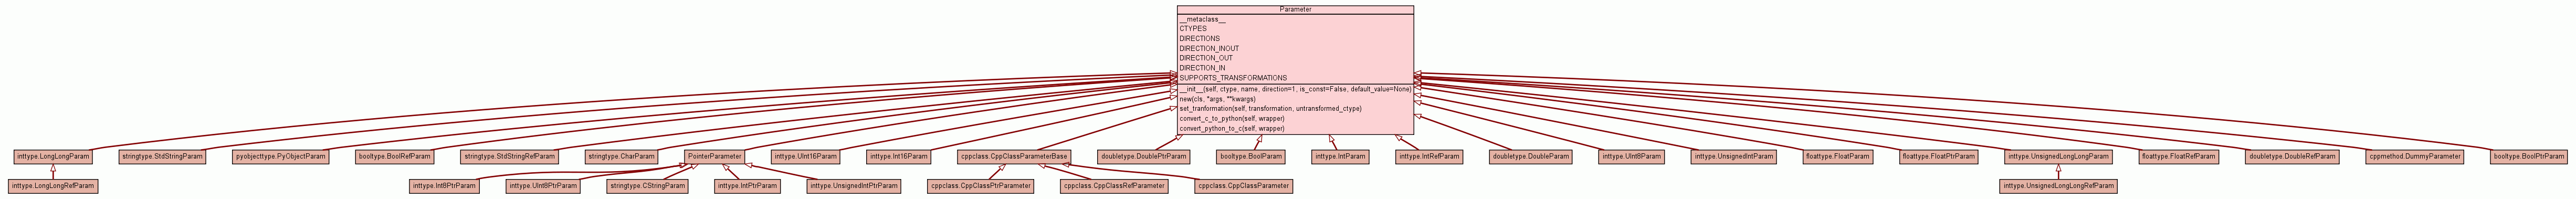 Parameter
__metaclass__
CTYPES
DIRECTIONS
DIRECTION_INOUT
DIRECTION_OUT
DIRECTION_IN
SUPPORTS_TRANSFORMATIONS
__init__(self, ctype, name, direction=1, is_const=False, default_value=None)
new(cls, *args, **kwargs)
set_tranformation(self, transformation, untransformed_ctype)
convert_c_to_python(self, wrapper)
convert_python_to_c(self, wrapper)
inttype.LongLongParam
stringtype.StdStringParam
pyobjecttype.PyObjectParam
booltype.BoolRefParam
stringtype.StdStringRefParam
stringtype.CharParam
PointerParameter
inttype.UInt16Param
inttype.Int16Param
cppclass.CppClassParameterBase
doubletype.DoublePtrParam
booltype.BoolParam
inttype.IntParam
inttype.IntRefParam
doubletype.DoubleParam
inttype.UInt8Param
inttype.UnsignedIntParam
floattype.FloatParam
floattype.FloatPtrParam
inttype.UnsignedLongLongParam
floattype.FloatRefParam
doubletype.DoubleRefParam
cppmethod.DummyParameter
booltype.BoolPtrParam
inttype.LongLongRefParam
inttype.Int8PtrParam
inttype.UInt8PtrParam
stringtype.CStringParam
inttype.IntPtrParam
inttype.UnsignedIntPtrParam
cppclass.CppClassPtrParameter
cppclass.CppClassRefParameter
cppclass.CppClassParameter
inttype.UnsignedLongLongRefParam